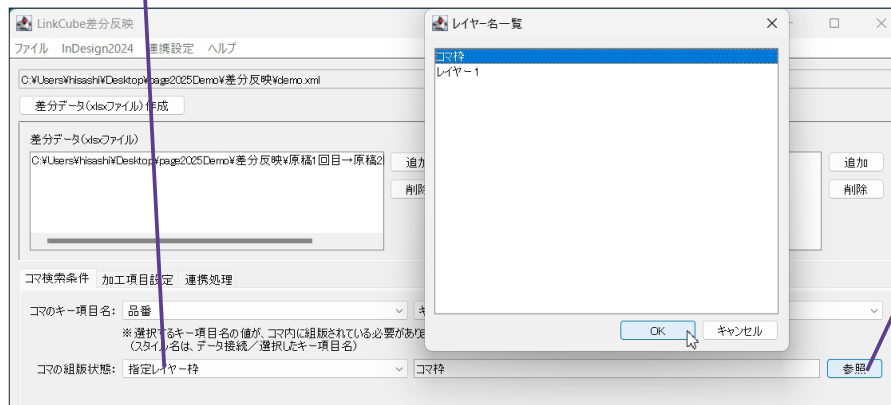 LinkCube差分反映
ファイル InDesign2024 連携設定 ヘルプ
C:¥Users¥hisashi¥Desktop¥page2025Demo¥差分反映¥demo.xml
差分データ(xlsxファイル)作成
差分データ(xlsxファイル)
C:¥Users¥hisashi¥Desktop¥page2025Demo¥差分反映¥原稿1回目→原稿2
追加
削除
追加
削除
レイヤー名一覧
コマ枠
レイヤー1
OK キャンセル
コマ検索条件 加工項目設定 連携処理
コマのキー項目名: 品番
※選択するキー項目名の値が、コマ内に組版されている必要があ
(スタイル名は、データ接続/選択したキー項目名)
コマの組版状態: 指定レイヤー枠 コマ枠 参照